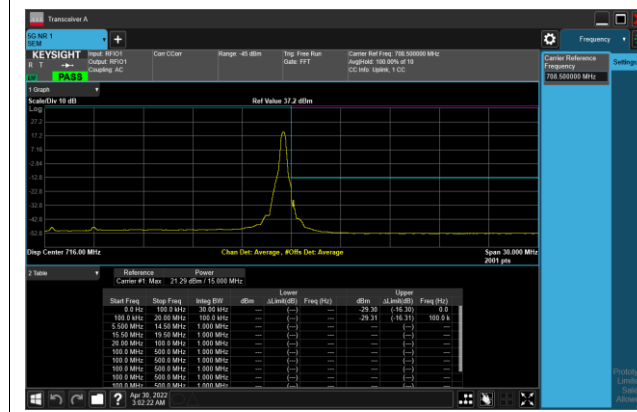 Transceiver A
5G NR 1
SEM
Frequency
KEYSIGHT
R T
PASS
Input: RFIO1
Output: RFIO1
Coupling: AC
Corr CCorr
Range: -45 dBm
Trig: Free Run
Gate: FFT
Carrier Ref Freq: 708.500000 MHz
Avg|Hold: 100.00% of 10
CC Info: Uplink, 1 CC
Carrier Reference
Frequency
708.500000 MHz
Settings
1 Graph
Scale/Div 10 dB
Ref Value 37.2 dBm
Log
27.2
17.2
7.16
-2.84
-12.8
-22.8
-32.8
-42.8
-52.8
Disp Center 716.00 MHz
Chan Det: Average , #Offs Det: Average
Span 30.000 MHz
2001 pts
2 Table
Reference Power
Carrier #1 Max 21.29 dBm / 15.000 MHz
Lower Upper
Start Freq Stop Freq Integ BW dBm ΔLimit(dB) Freq (Hz) dBm ΔLimit(dB) Freq (Hz)
0.0 Hz 100.0 kHz 30.00 kHz --- (---) --- -29.30 (-16.30) 0.0
100.0 kHz 20.00 MHz 100.0 kHz --- (---) --- -29.31 (-16.31) 100.0 k
5.500 MHz 14.50 MHz 1.000 MHz --- (---) --- --- (---) ---
15.50 MHz 19.50 MHz 1.000 MHz --- (---) --- --- (---) ---
20.00 MHz 100.0 MHz 1.000 MHz --- (---) --- --- (---) ---
100.0 MHz 500.0 MHz 1.000 MHz --- (---) --- --- (---) ---
100.0 MHz 500.0 MHz 1.000 MHz --- (---) --- --- (---) ---
100.0 MHz 500.0 MHz 1.000 MHz --- (---) --- --- (---) ---
100.0 MHz 500.0 MHz 1.000 MHz --- (---) --- --- (---) ---
Apr 30, 2022
3:02:22 AM